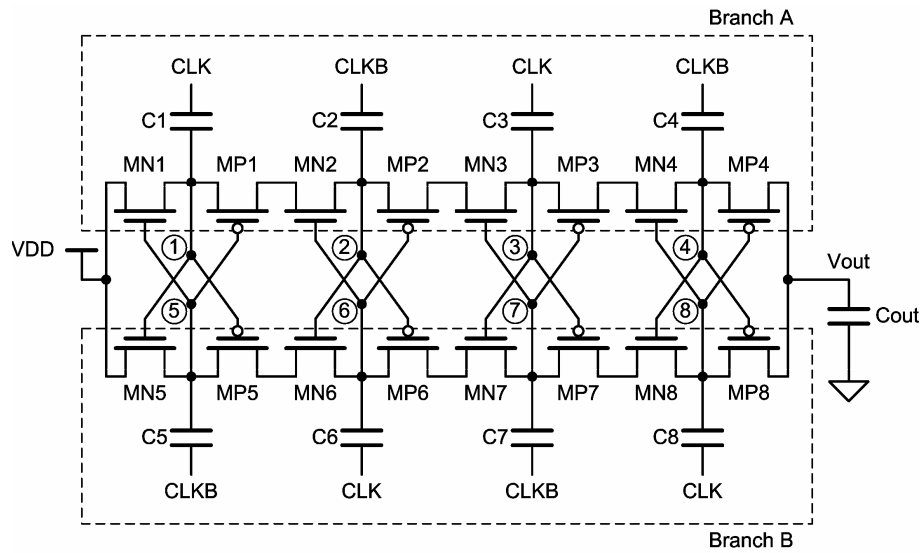 Branch A
CLK CLKB CLK CLKB
C1 C2 C3 C4
MN1 MP1 MN2 MP2 MN3 MP3 MN4 MP4
VDD 1 2 3 4 Vout
5 6 7 8 Cout
MN5 MP5 MN6 MP6 MN7 MP7 MN8 MP8
C5 C6 C7 C8
CLKB CLK CLKB CLK
Branch B